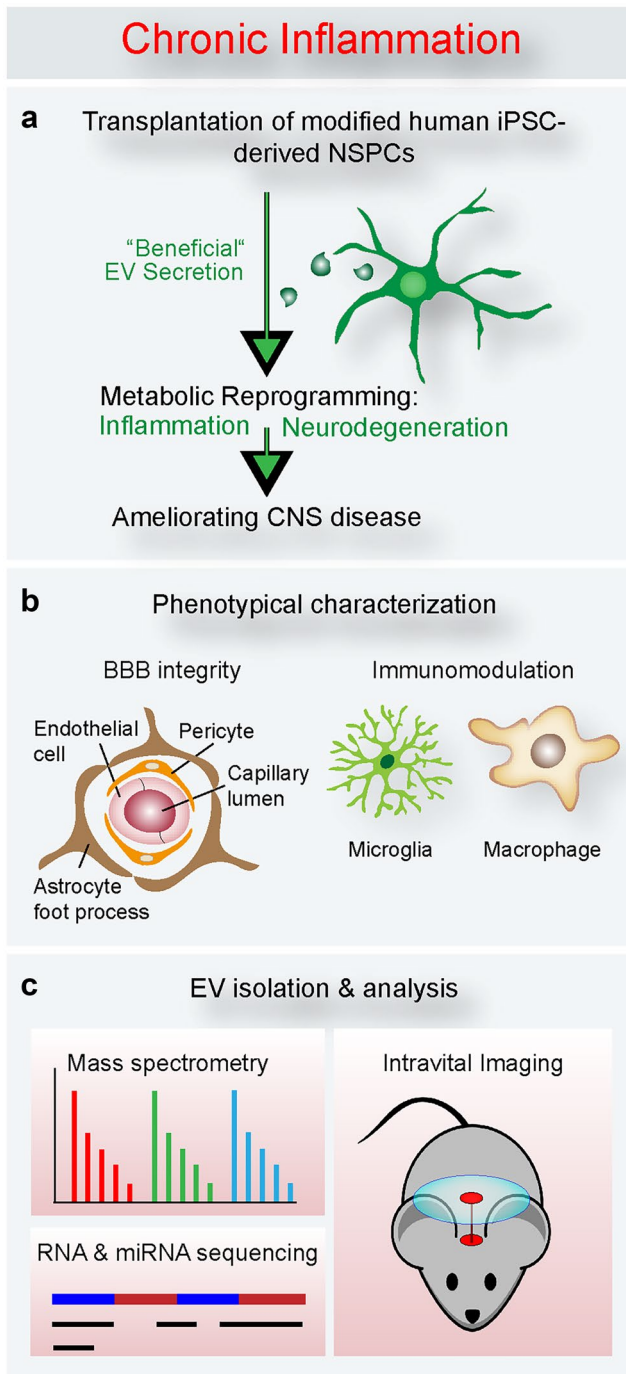 Chronic Inflammation
a
Transplantation of modified human iPSC-
derived NSPCs
"Beneficial“
EV Secretion
Metabolic Reprogramming:
Inflammation
Neurodegeneration
Ameliorating CNS disease
b
Phenotypical characterization
BBB integrity
Immunomodulation
Endothelial
cell
Pericyte
Capillary
lumen
Astrocyte
foot process
Microglia
Macrophage
c
EV isolation & analysis
Mass spectrometry
Intravital Imaging
RNA & miRNA sequencing